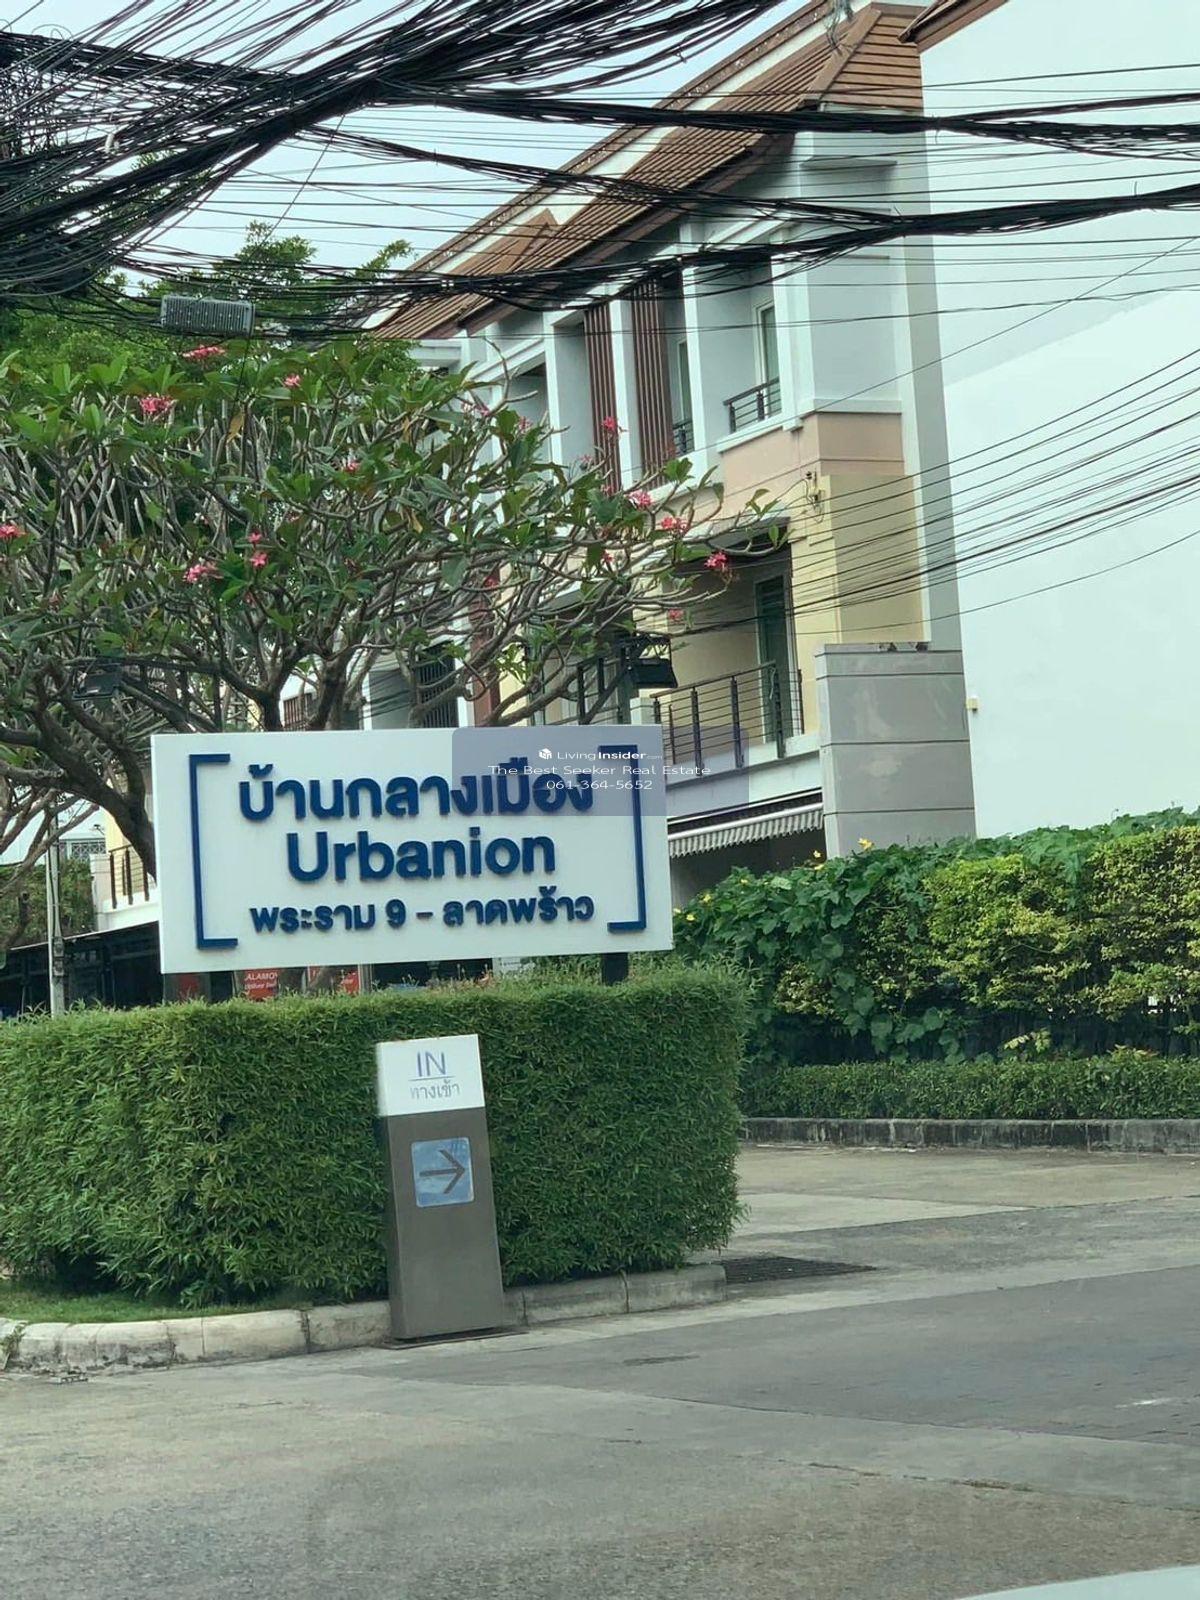 LivingInsider.com
The Best Seeker Real Estate
061-364-5652
บ้านกลางเมือง
Urbanion
พระราม 9 - ลาดพร้าว
IN
ทางเข้า